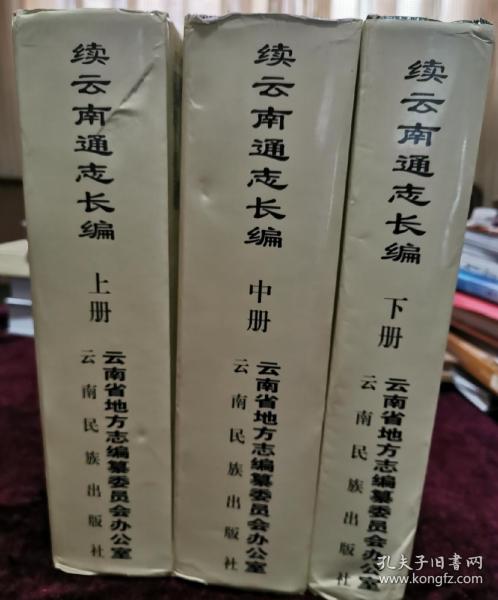 续云南通志长编
上册
云南省地方志编纂委员会办公室
云南民族出版社
续云南通志长编
中册
云南省地方志编纂委员会办公室
云南民族出版社
续云南通志长编
下册
云南省地方志编纂委员会办公室
云南民族出版社
孔夫子旧书网
www.kongfz.com